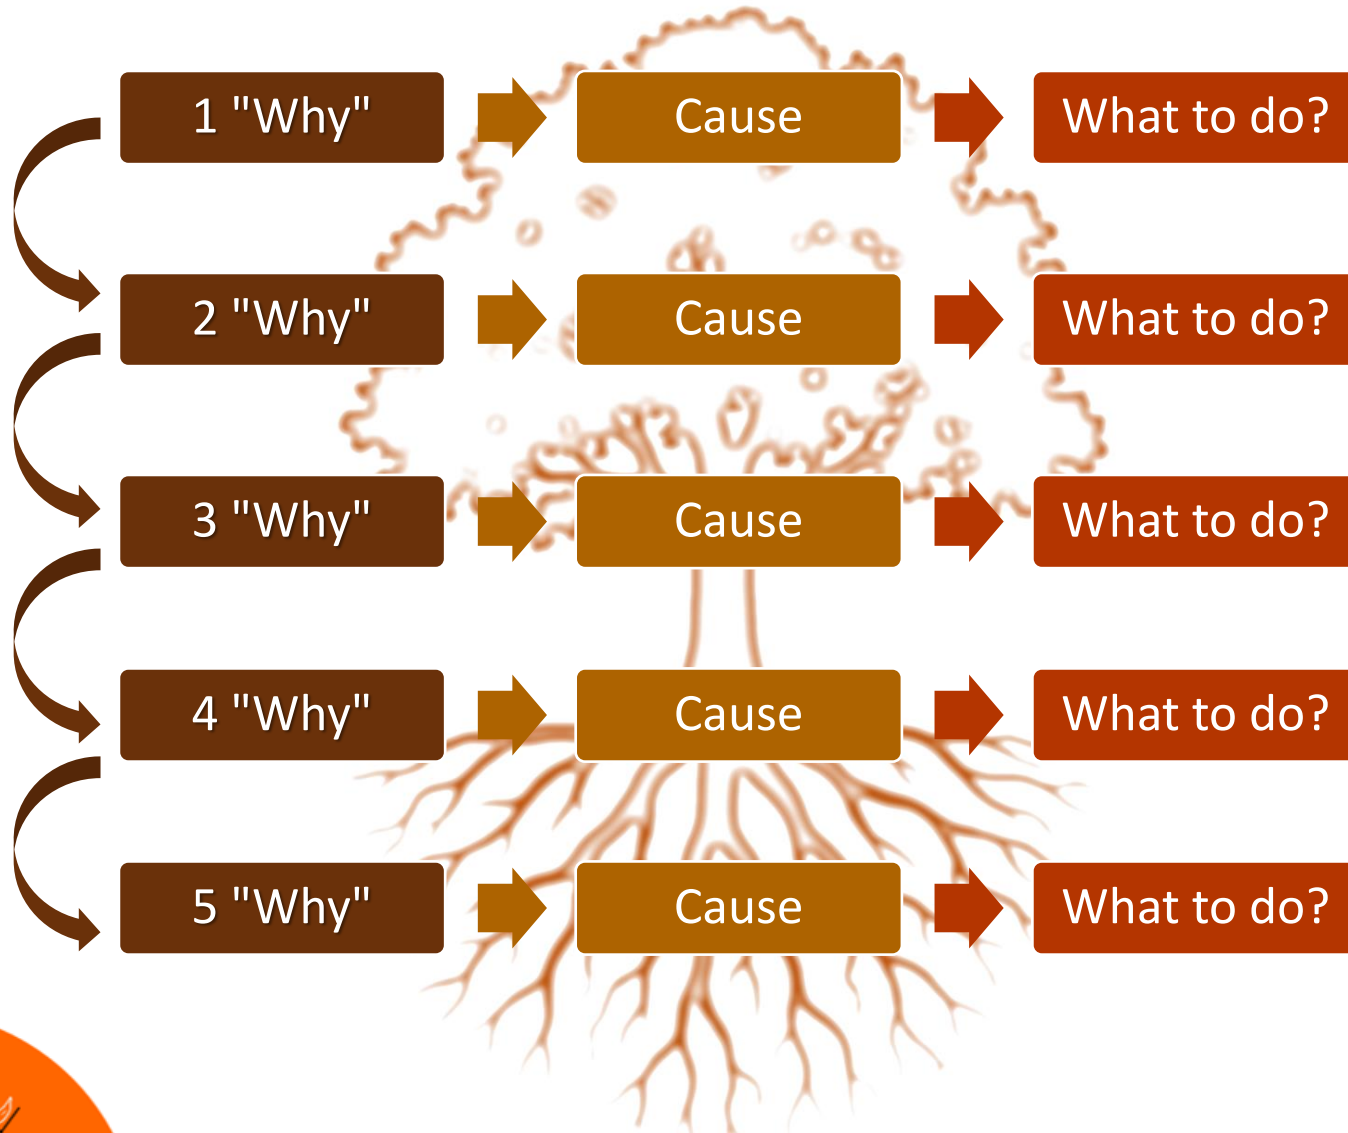 1 "Why" Cause What to do?
2 "Why" Cause What to do?
3 "Why" Cause What to do?
4 "Why" Cause What to do?
5 "Why" Cause What to do?